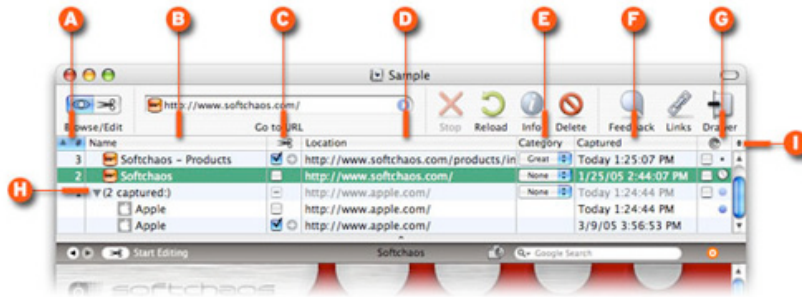 A B C D E F G
Sample
http://www.softchaos.com/
Browse/Edit Go to URL Stop Reload Info Delete Feedback Links Drawer
# Name Location Category Captured
3 Softchaos - Products http://www.softchaos.com/products/in Great Today 1:25:07 PM
2 Softchaos http://www.softchaos.com/ None 1/25/05 2:44:07 PM
I
H
(2 captured:) http://www.apple.com/ None Today 1:24:44 PM
Apple http://www.apple.com/ Today 1:24:44 PM
Apple http://www.apple.com/ 3/9/05 3:56:53 PM
Start Editing Softchaos Google Search
softchaos